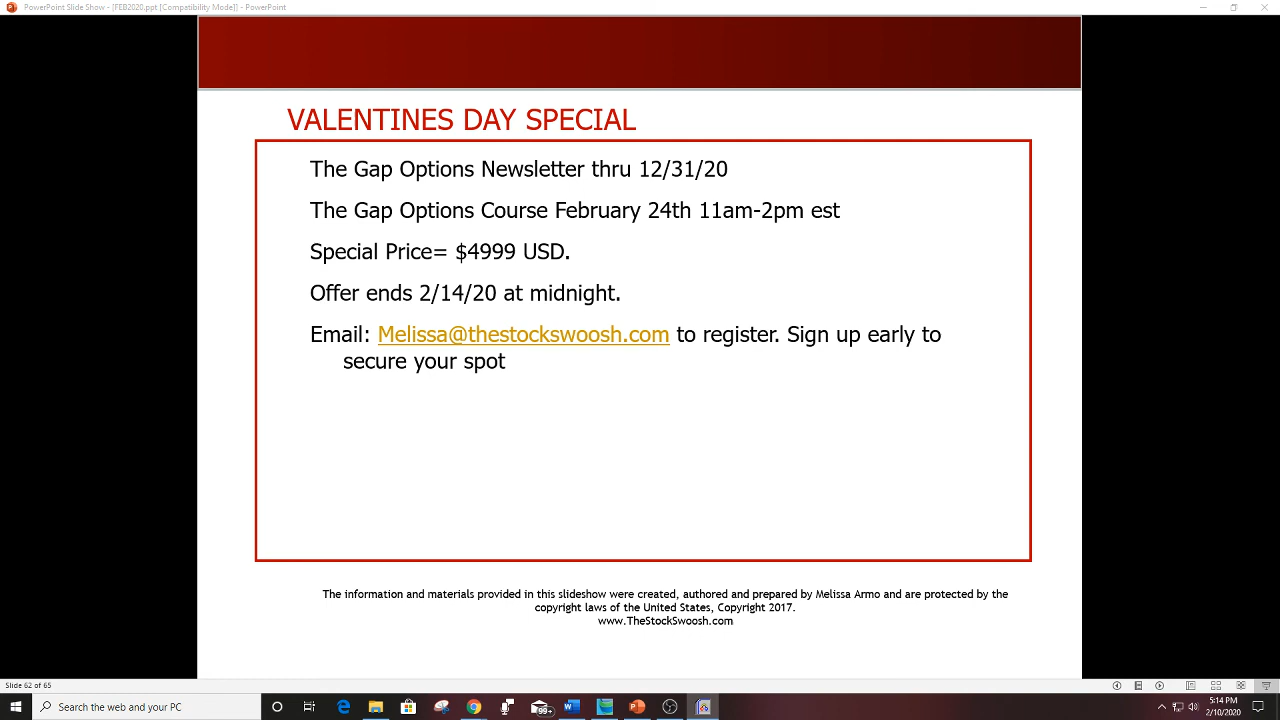 PowerPoint Slide Show - [FEB2020.ppt [Compatibility Mode]] - PowerPoint
VALENTINES DAY SPECIAL
The Gap Options Newsletter thru 12/31/20
The Gap Options Course February 24th 11am-2pm est
Special Price= $4999 USD.
Offer ends 2/14/20 at midnight.
Email: Melissa@thestockswoosh.com to register. Sign up early to
secure your spot
The information and materials provided in this slideshow were created, authored and prepared by Melissa Armo and are protected by the
copyright laws of the United States, Copyright 2017.
www.TheStockSwoosh.com
Slide 62 of 65
Search the web and your PC
99+
5:14 PM
2/10/2020